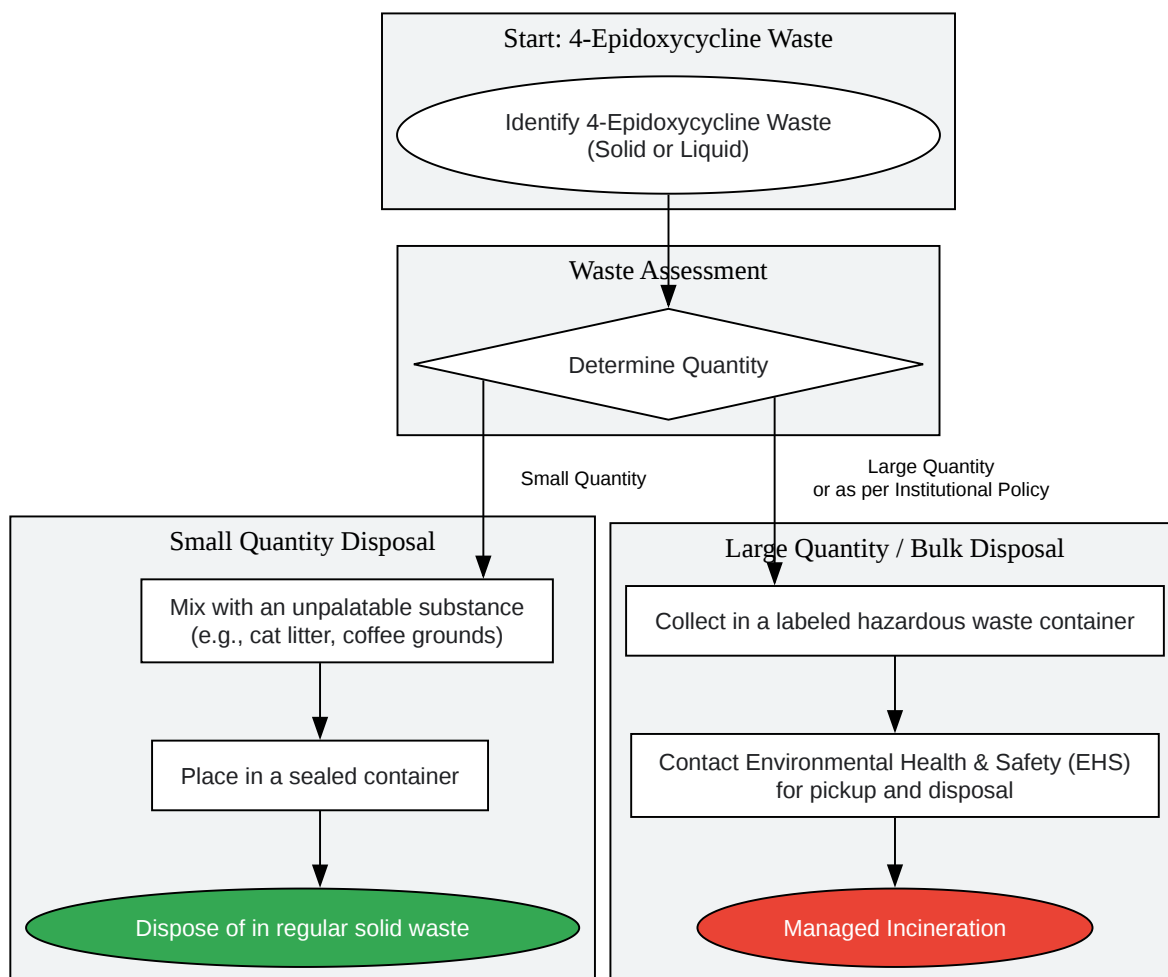 Start: 4-Epidoxycycline Waste
Identify 4-Epidoxycycline Waste
(Solid or Liquid)
Waste Assessment
Determine Quantity
Small Quantity
Large Quantity
or as per Institutional Policy
Small Quantity Disposal
Mix with an unpalatable substance
(e.g., cat litter, coffee grounds)
Place in a sealed container
Dispose of in regular solid waste
Large Quantity / Bulk Disposal
Collect in a labeled hazardous waste container
Contact Environmental Health & Safety (EHS)
for pickup and disposal
Managed Incineration